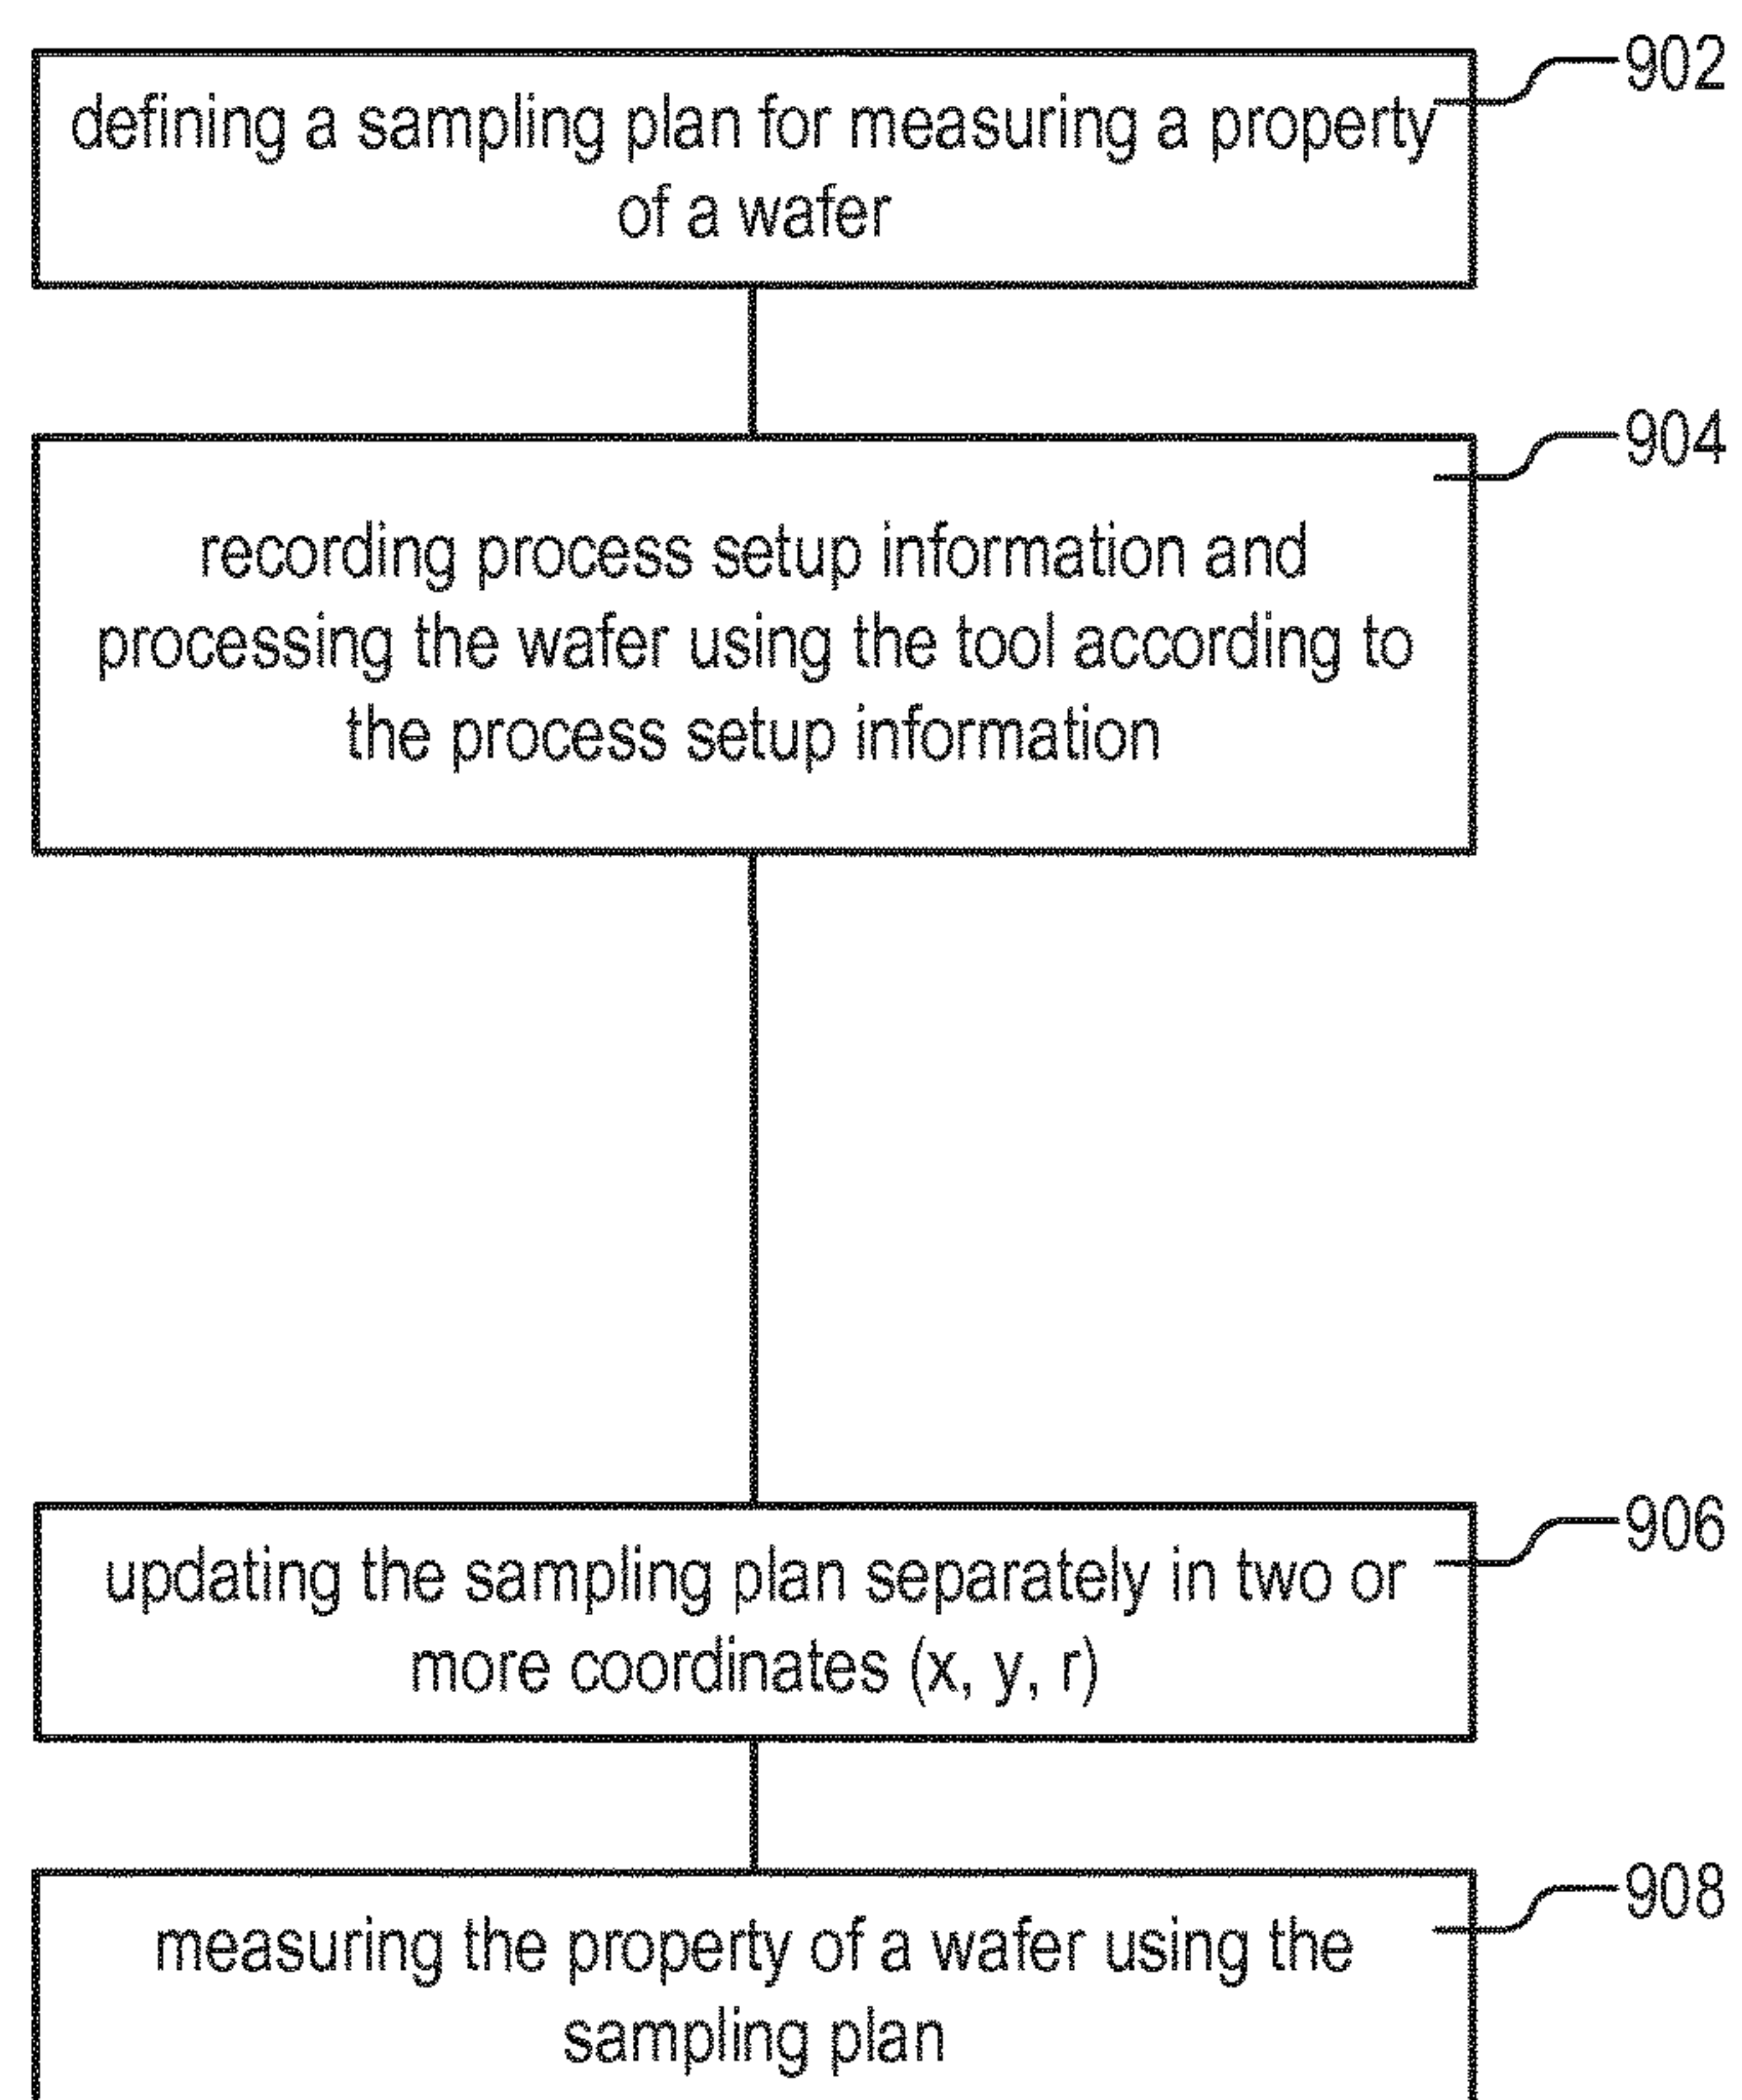 902
defining a sampling plan for measuring a property
of a wafer
904
recording process setup information and
processing the wafer using the tool according to
the process setup information
906
updating the sampling plan separately in two or
more coordinates (x, y, r)
908
measuring the property of a wafer using the
sampling plan